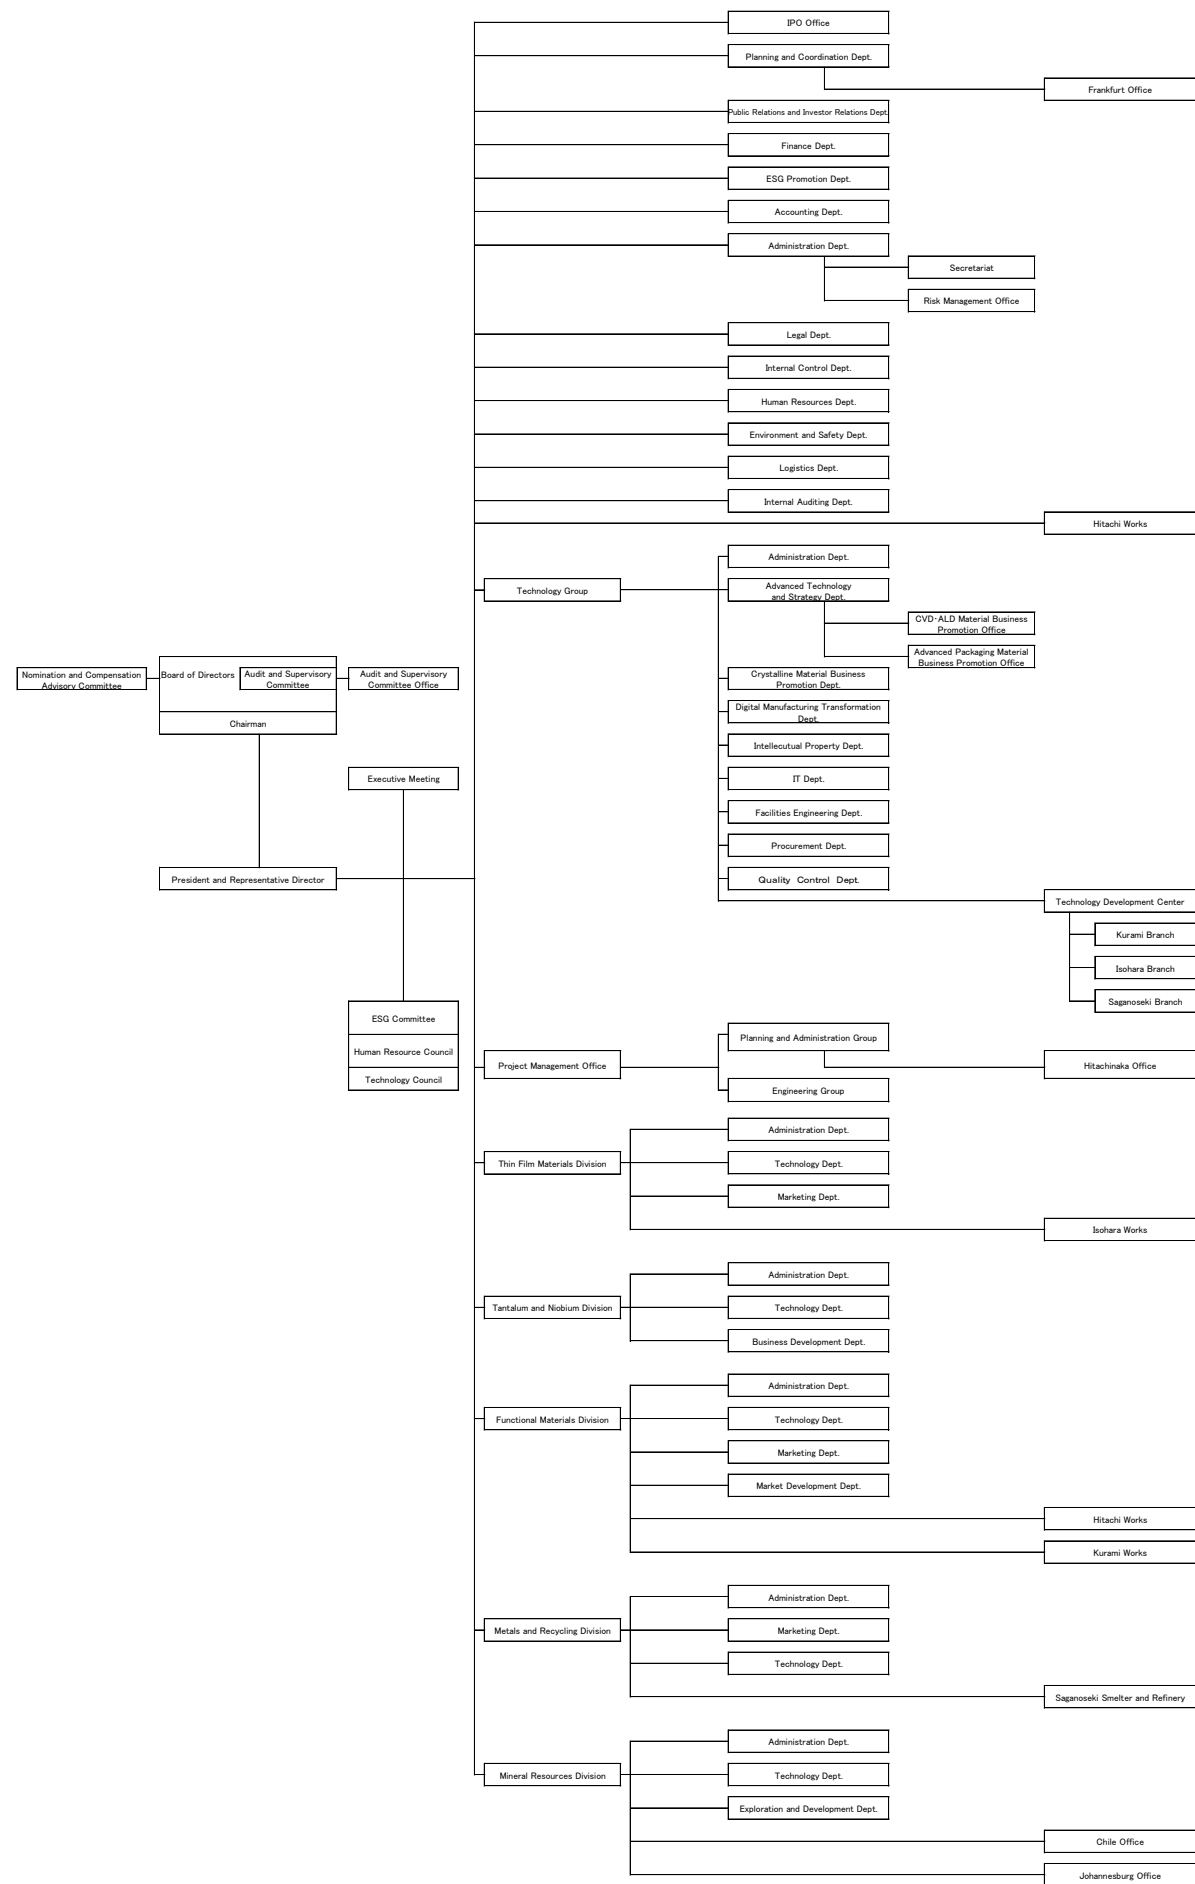 IPO Office
Planning and Coordination Dept.
Frankfurt Office
Public Relations and Investor Relations Dept.
Finance Dept.
ESG Promotion Dept.
Accounting Dept.
Administration Dept.
Secretariat
Risk Management Office
Legal Dept.
Internal Control Dept.
Human Resources Dept.
Environment and Safety Dept.
Logistics Dept.
Internal Auditing Dept.
Hitachi Works
Administration Dept.
Technology Group
Advanced Technology
and Strategy Dept.
CVD·ALD Material Business
Promotion Office
Advanced Packaging Material
Business Promotion Office
Nomination and Compensation
Advisory Committee
Board of Directors
Audit and Supervisory
Committee
Audit and Supervisory
Committee Office
Chairman
Crystalline Material Business
Promotion Dept.
Digital Manufacturing Transformation
Dept.
Intellecutual Property Dept.
Executive Meeting
IT Dept.
Facilities Engineering Dept.
Procurement Dept.
President and Representative Director
Quality Control Dept.
Technology Development Center
Kurami Branch
Isohara Branch
Saganoseki Branch
ESG Committee
Human Resource Council
Technology Council
Project Management Office
Planning and Administration Group
Hitachinaka Office
Engineering Group
Administration Dept.
Thin Film Materials Division
Technology Dept.
Marketing Dept.
Isohara Works
Administration Dept.
Tantalum and Niobium Division
Technology Dept.
Business Development Dept.
Administration Dept.
Functional Materials Division
Technology Dept.
Marketing Dept.
Market Development Dept.
Hitachi Works
Kurami Works
Administration Dept.
Metals and Recycling Division
Marketing Dept.
Technology Dept.
Saganoseki Smelter and Refinery
Administration Dept.
Mineral Resources Division
Technology Dept.
Exploration and Development Dept.
Chile Office
Johannesburg Office